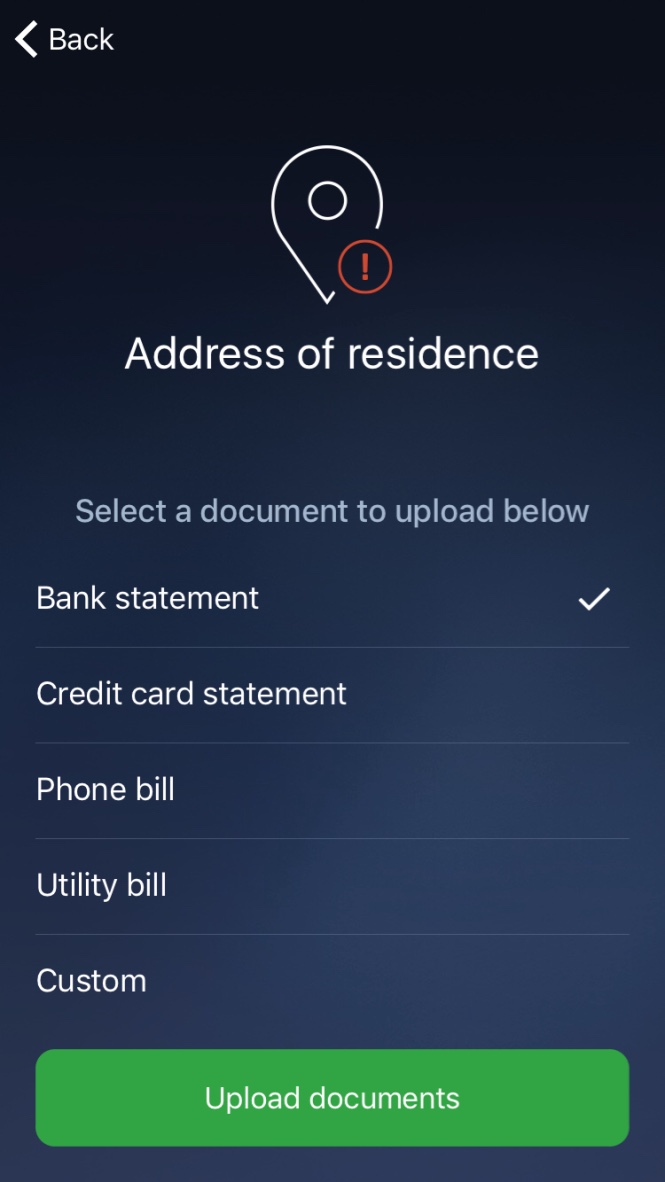 Back
Address of residence
Select a document to upload below
Bank statement
Credit card statement
Phone bill
Utility bill
Custom
Upload documents